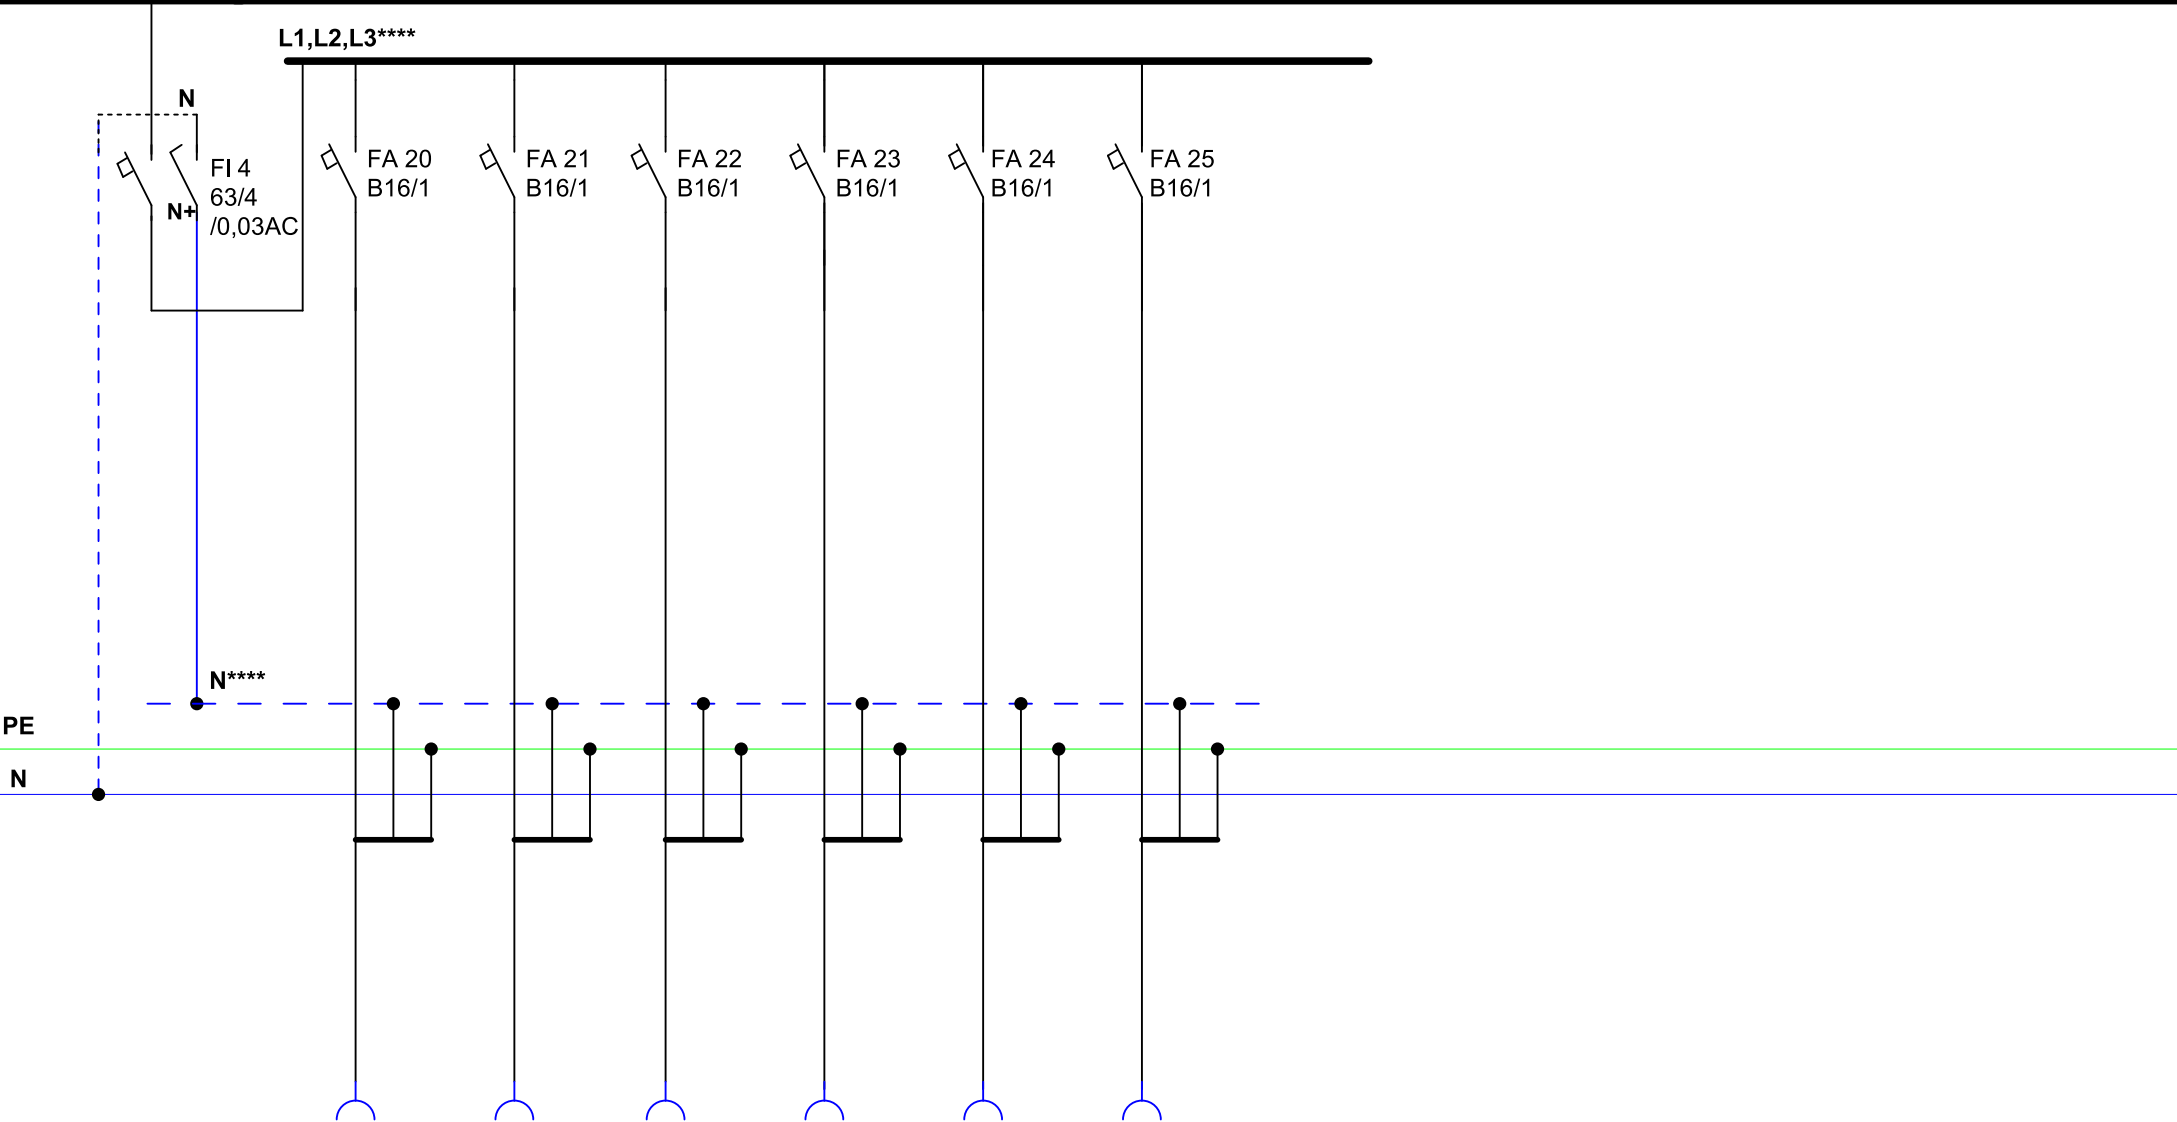 L1,L2,L3****
N
FI 4
63/4
/0,03AC
N+
FA 20
B16/1
FA 21
B16/1
FA 22
B16/1
FA 23
B16/1
FA 24
B16/1
FA 25
B16/1
N****
PE
N